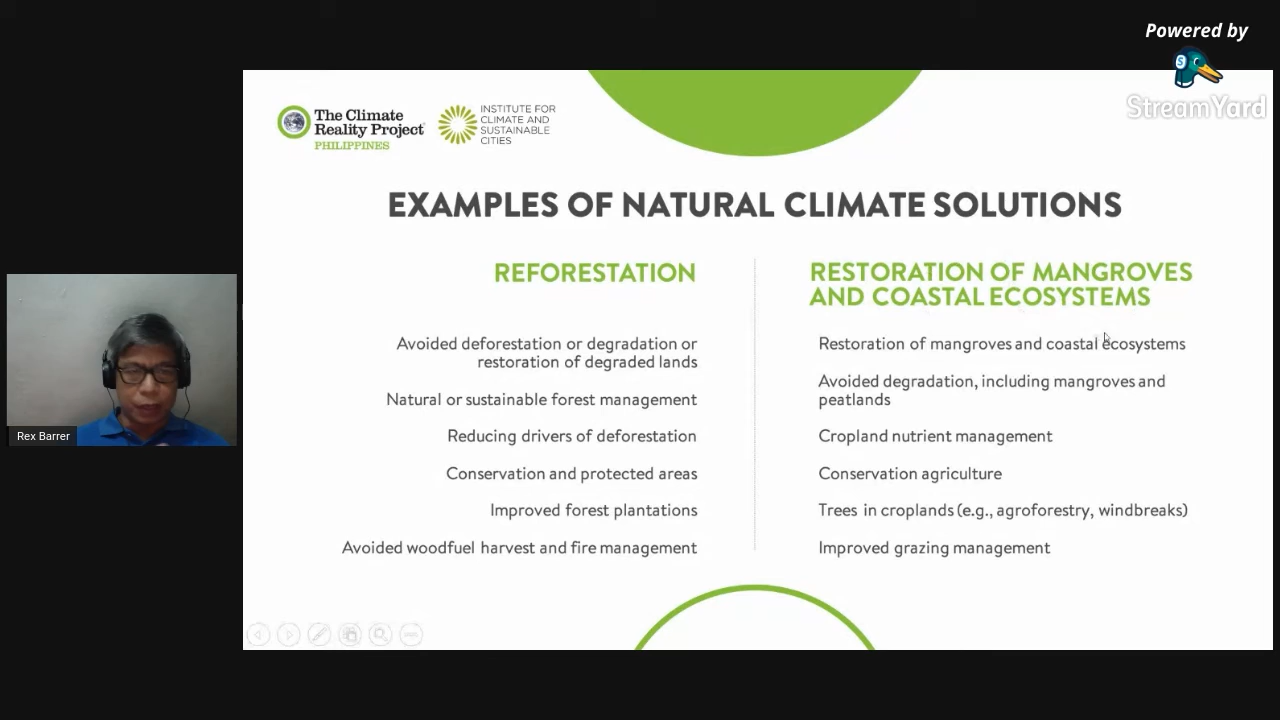 Powered by
StreamYard
The Climate
Reality Project
PHILIPPINES
INSTITUTE FOR
CLIMATE AND
SUSTAINABLE
CITIES
EXAMPLES OF NATURAL CLIMATE SOLUTIONS
REFORESTATION
Avoided deforestation or degradation or
restoration of degraded lands
Natural or sustainable forest management
Reducing drivers of deforestation
Conservation and protected areas
Improved forest plantations
Avoided woodfuel harvest and fire management
RESTORATION OF MANGROVES
AND COASTAL ECOSYSTEMS
Restoration of mangroves and coastal ecosystems
Avoided degradation, including mangroves and
peatlands
Cropland nutrient management
Conservation agriculture
Trees in croplands (e.g., agroforestry, windbreaks)
Improved grazing management
Rex Barrer